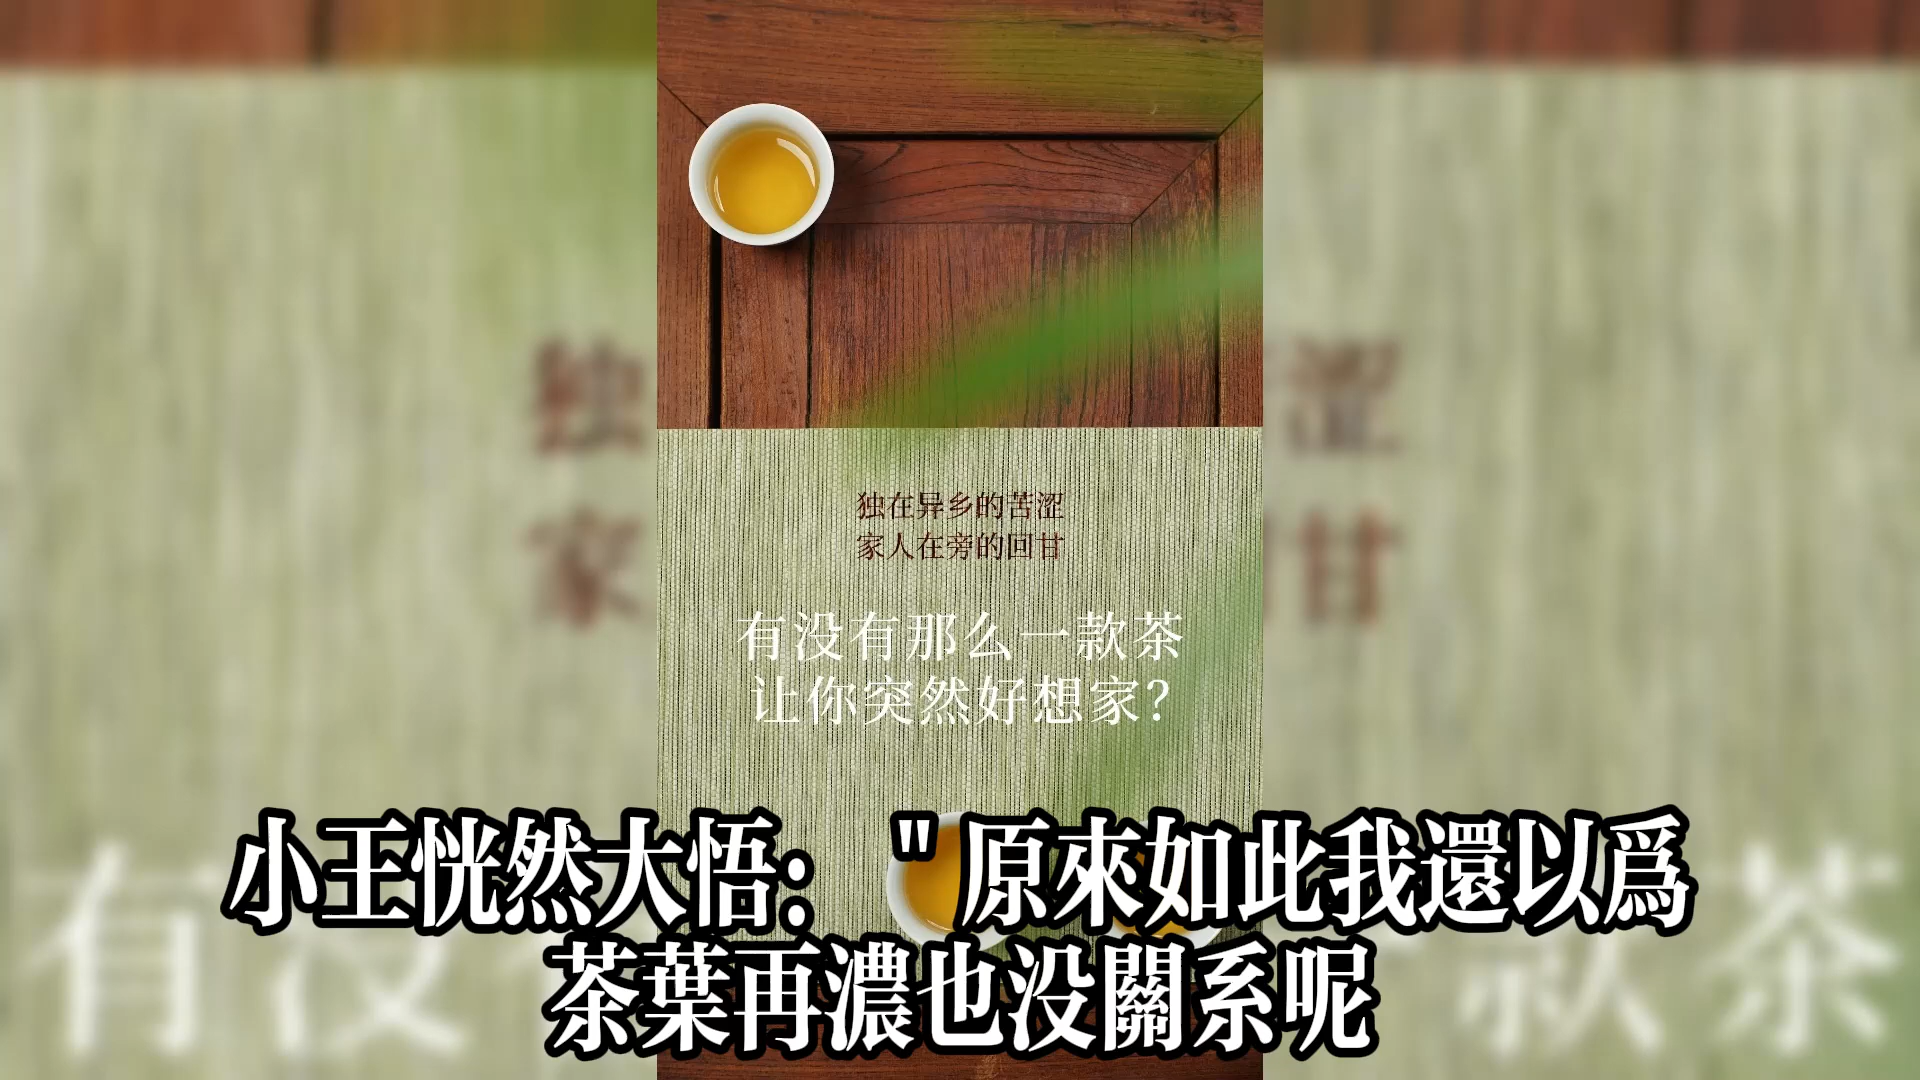 独在异乡的苦涩
家人在旁的回甘
有没有那么一款茶
让你突然好想家？
小王恍然大悟："原來如此我還以爲
茶葉再濃也没關系呢